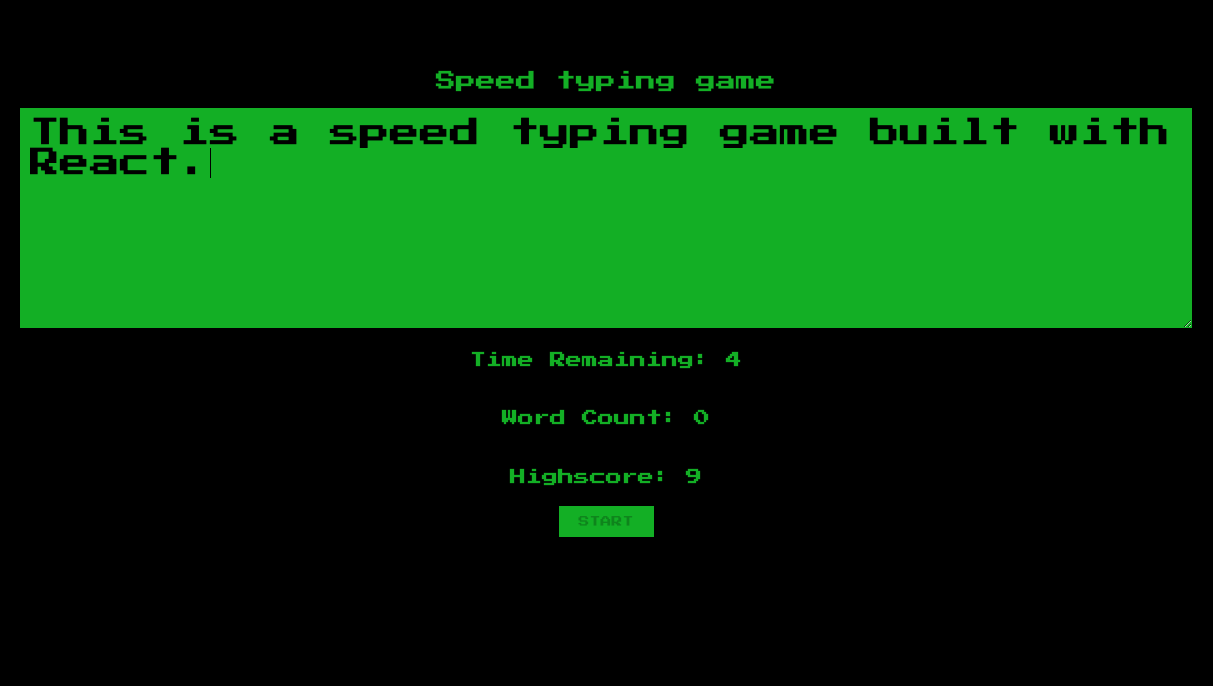 Speed typing game
This is a speed typing game built with
React.
Time Remaining: 4
Word Count: 0
Highscore: 9
START